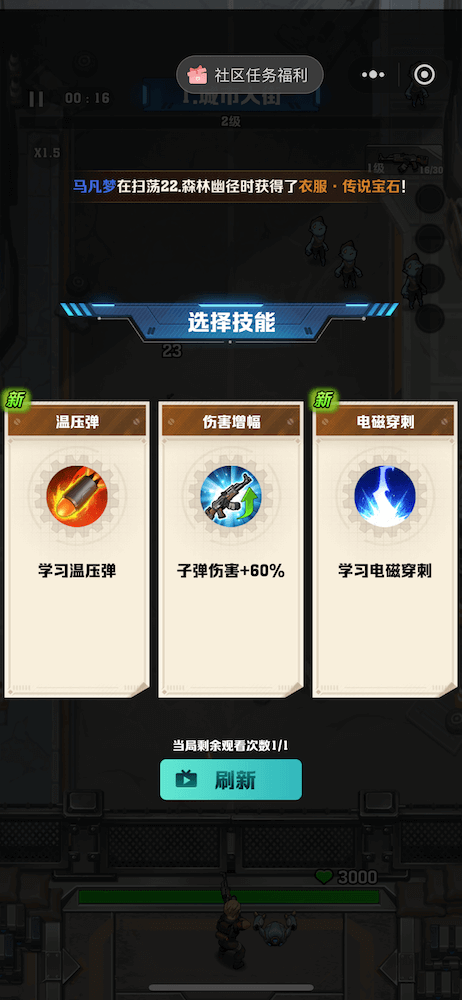 社区任务福利
00:16
1.城市大街
2级
X1.5
1级
16/30
马凡梦在扫荡22.森林幽径时获得了衣服·传说宝石!
选择技能
23
新
温压弹
伤害增幅
新
电磁穿刺
学习温压弹
子弹伤害+60%
学习电磁穿刺
当局剩余观看次数1/1
刷新
3000